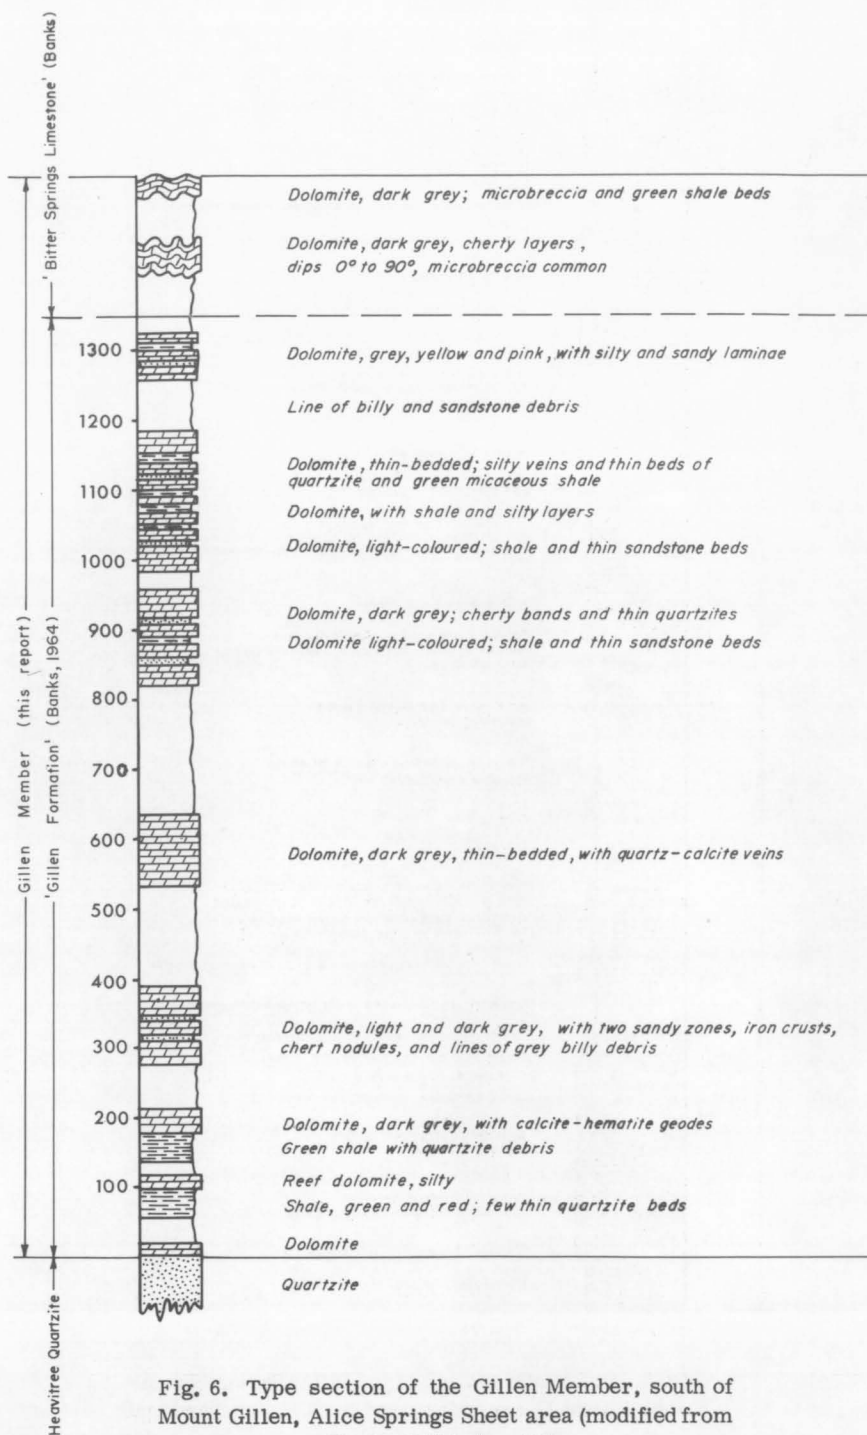 ' Bitter Springs Limestone' (Banks)
Gillen Member (this report)
'Gillen Formation' (Banks, 1964)
Heavitree Quartzite
Dolomite, dark grey; microbreccia and green shale beds
Dolomite, dark grey, cherty layers,
dips 0° to 90°, microbreccia common
1300
Dolomite, grey, yellow and pink, with silty and sandy laminae
Line of billy and sandstone debris
1200
Dolomite, thin-bedded; silty veins and thin beds of
quartzite and green micaceous shale
1100
Dolomite, with shale and silty layers
Dolomite, light-coloured; shale and thin sandstone beds
1000
Dolomite, dark grey; cherty bands and thin quartzites
900
Dolomite light-coloured; shale and thin sandstone beds
800
700
600
Dolomite, dark grey, thin-bedded, with quartz-calcite veins
500
400
Dolomite, light and dark grey, with two sandy zones, iron crusts,
chert nodules, and lines of grey billy debris
300
200
Dolomite, dark grey, with calcite-hematite geodes
Green shale with quartzite debris
Reef dolomite, silty
100
Shale, green and red; few thin quartzite beds
Dolomite
Quartzite
Fig. 6. Type section of the Gillen Member, south of
Mount Gillen, Alice Springs Sheet area (modified from